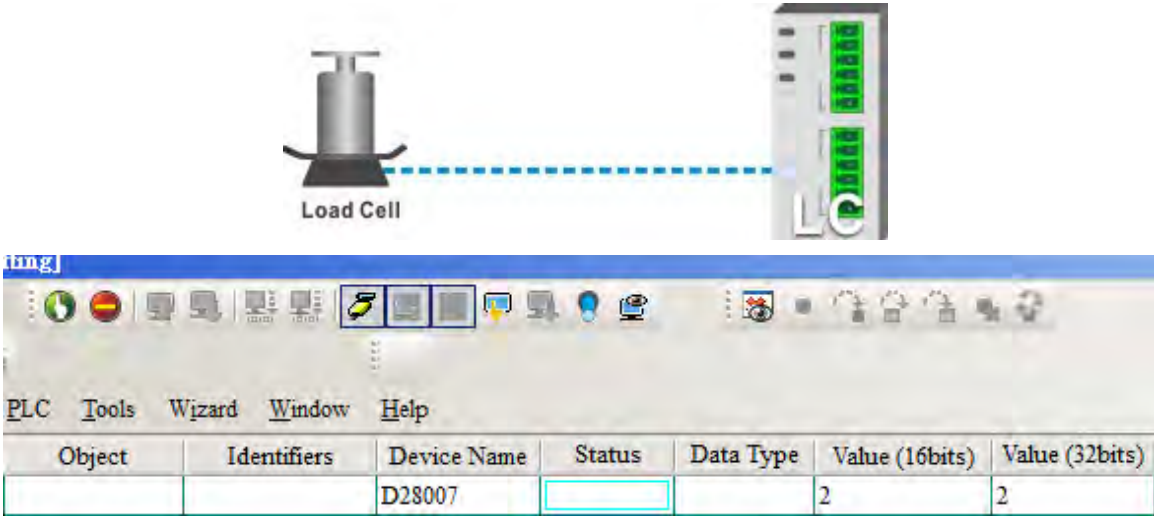 Load Cell
LC
tting]
PLC Tools Wizard Window Help
Object Identifiers Device Name Status Data Type Value (16bits) Value (32bits)
D28007 2 2